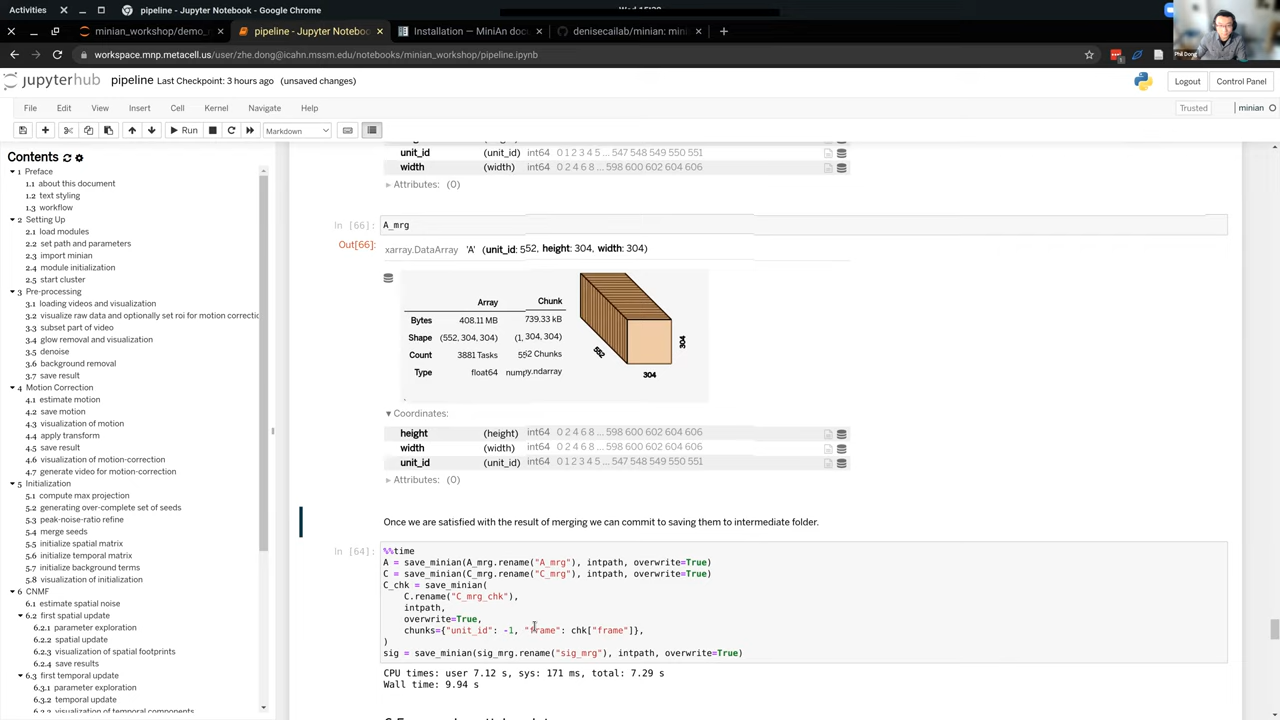 Activities
pipeline - Jupyter Notebook - Google Chrome
minian_workshop/demo_
pipeline - Jupyter Notebo
Installation — MiniAn doc
denisecailab/minian: mini
workspace.mnp.metacell.us/user/zhe.dong@icahn.mssm.edu/notebooks/minian_workshop/pipeline.ipynb
Phil Dong
jupyterhub pipeline Last Checkpoint: 3 hours ago (unsaved changes)
Logout Control Panel
File Edit View Insert Cell Kernel Navigate Help
Trusted minian
Run Markdown
Contents
1 Preface
1.1 about this document
1.2 text styling
1.3 workflow
2 Setting Up
2.1 load modules
2.2 set path and parameters
2.3 import minian
2.4 module initialization
2.5 start cluster
3 Pre-processing
3.1 loading videos and visualization
3.2 visualize raw data and optionally set roi for motion correctio
3.3 subset part of video
3.4 glow removal and visualization
3.5 denoise
3.6 background removal
3.7 save result
4 Motion Correction
4.1 estimate motion
4.2 save motion
4.3 visualization of motion
4.4 apply transform
4.5 save result
4.6 visualization of motion-correction
4.7 generate video for motion-correction
5 Initialization
5.1 compute max projection
5.2 generating over-complete set of seeds
5.3 peak-noise-ratio refine
5.4 merge seeds
5.5 initialize spatial matrix
5.6 initialize temporal matrix
5.7 initialize background terms
5.8 visualization of initialization
6 CNMF
6.1 estimate spatial noise
6.2 first spatial update
6.2.1 parameter exploration
6.2.2 spatial update
6.2.3 visualization of spatial footprints
6.2.4 save results
6.3 first temporal update
6.3.1 parameter exploration
6.3.2 temporal update
6.3.3 visualization of temporal components
unit_id (unit_id) int64 0 1 2 3 4 5 ... 547 548 549 550 551
width (width) int64 0 2 4 6 8 ... 598 600 602 604 606
Attributes: (0)
In [66]: A_mrg
Out[66]: xarray.DataArray 'A' (unit_id: 552, height: 304, width: 304)
Array Chunk
Bytes 408.11 MB 739.33 kB
Shape (552, 304, 304) (1, 304, 304)
Count 3881 Tasks 552 Chunks
Type float64 numpy.ndarray
552
304
304
Coordinates:
height (height) int64 0 2 4 6 8 ... 598 600 602 604 606
width (width) int64 0 2 4 6 8 ... 598 600 602 604 606
unit_id (unit_id) int64 0 1 2 3 4 5 ... 547 548 549 550 551
Attributes: (0)
Once we are satisfied with the result of merging we can commit to saving them to intermediate folder.
In [64]: %%time
A = save_minian(A_mrg.rename("A_mrg"), intpath, overwrite=True)
C = save_minian(C_mrg.rename("C_mrg"), intpath, overwrite=True)
C_chk = save_minian(
C.rename("C_mrg_chk"),
intpath,
overwrite=True,
chunks={"unit_id": -1, "frame": chk["frame"]},
)
sig = save_minian(sig_mrg.rename("sig_mrg"), intpath, overwrite=True)
CPU times: user 7.12 s, sys: 171 ms, total: 7.29 s
Wall time: 9.94 s